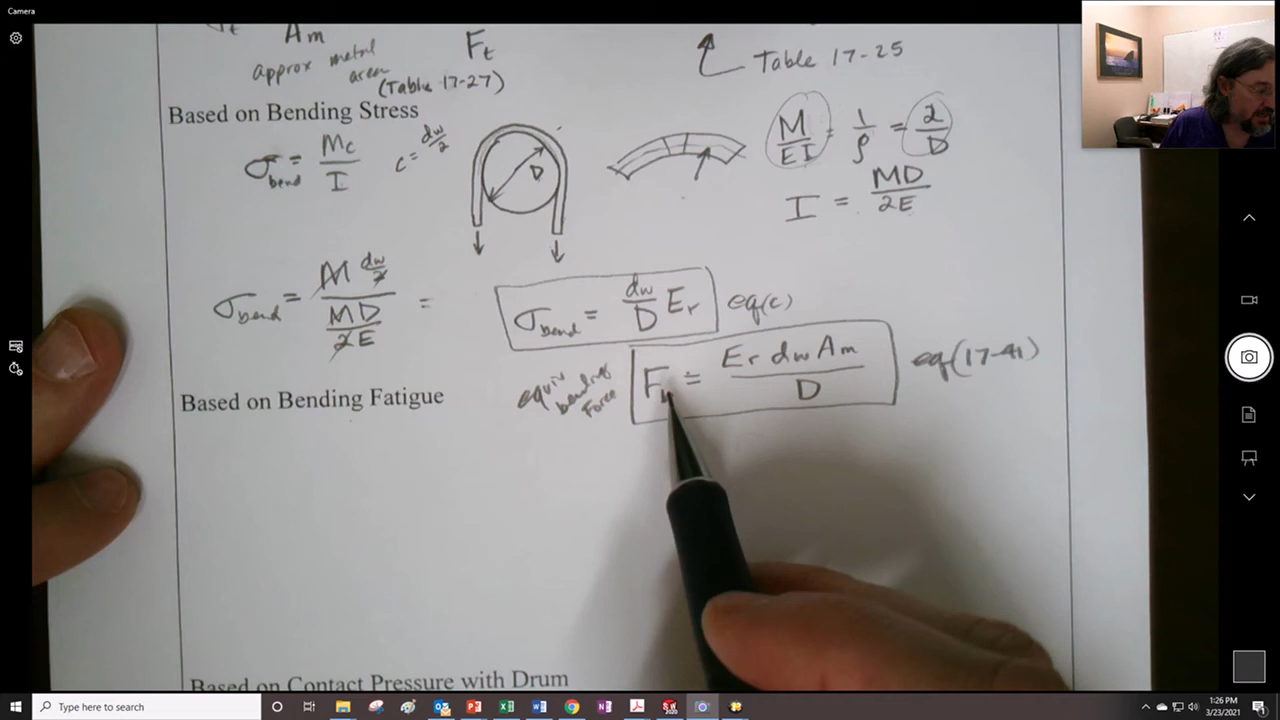 Camera
σt Am Ft
approx metal area (Table 17-27)
Table 17-25
Based on Bending Stress
σbend = Mc / I
c = dw/2
D
M/EI = 1/ρ = 2/D
I = MD/2E
σbend = M dw/2 / MD/2E =
σbend = dw/D Er eq(c)
equiv bending Force
Fb ≐ Er dw Am / D eq(17-41)
Based on Bending Fatigue
Based on Contact Pressure with Drum
Type here to search
1:26 PM
3/23/2021